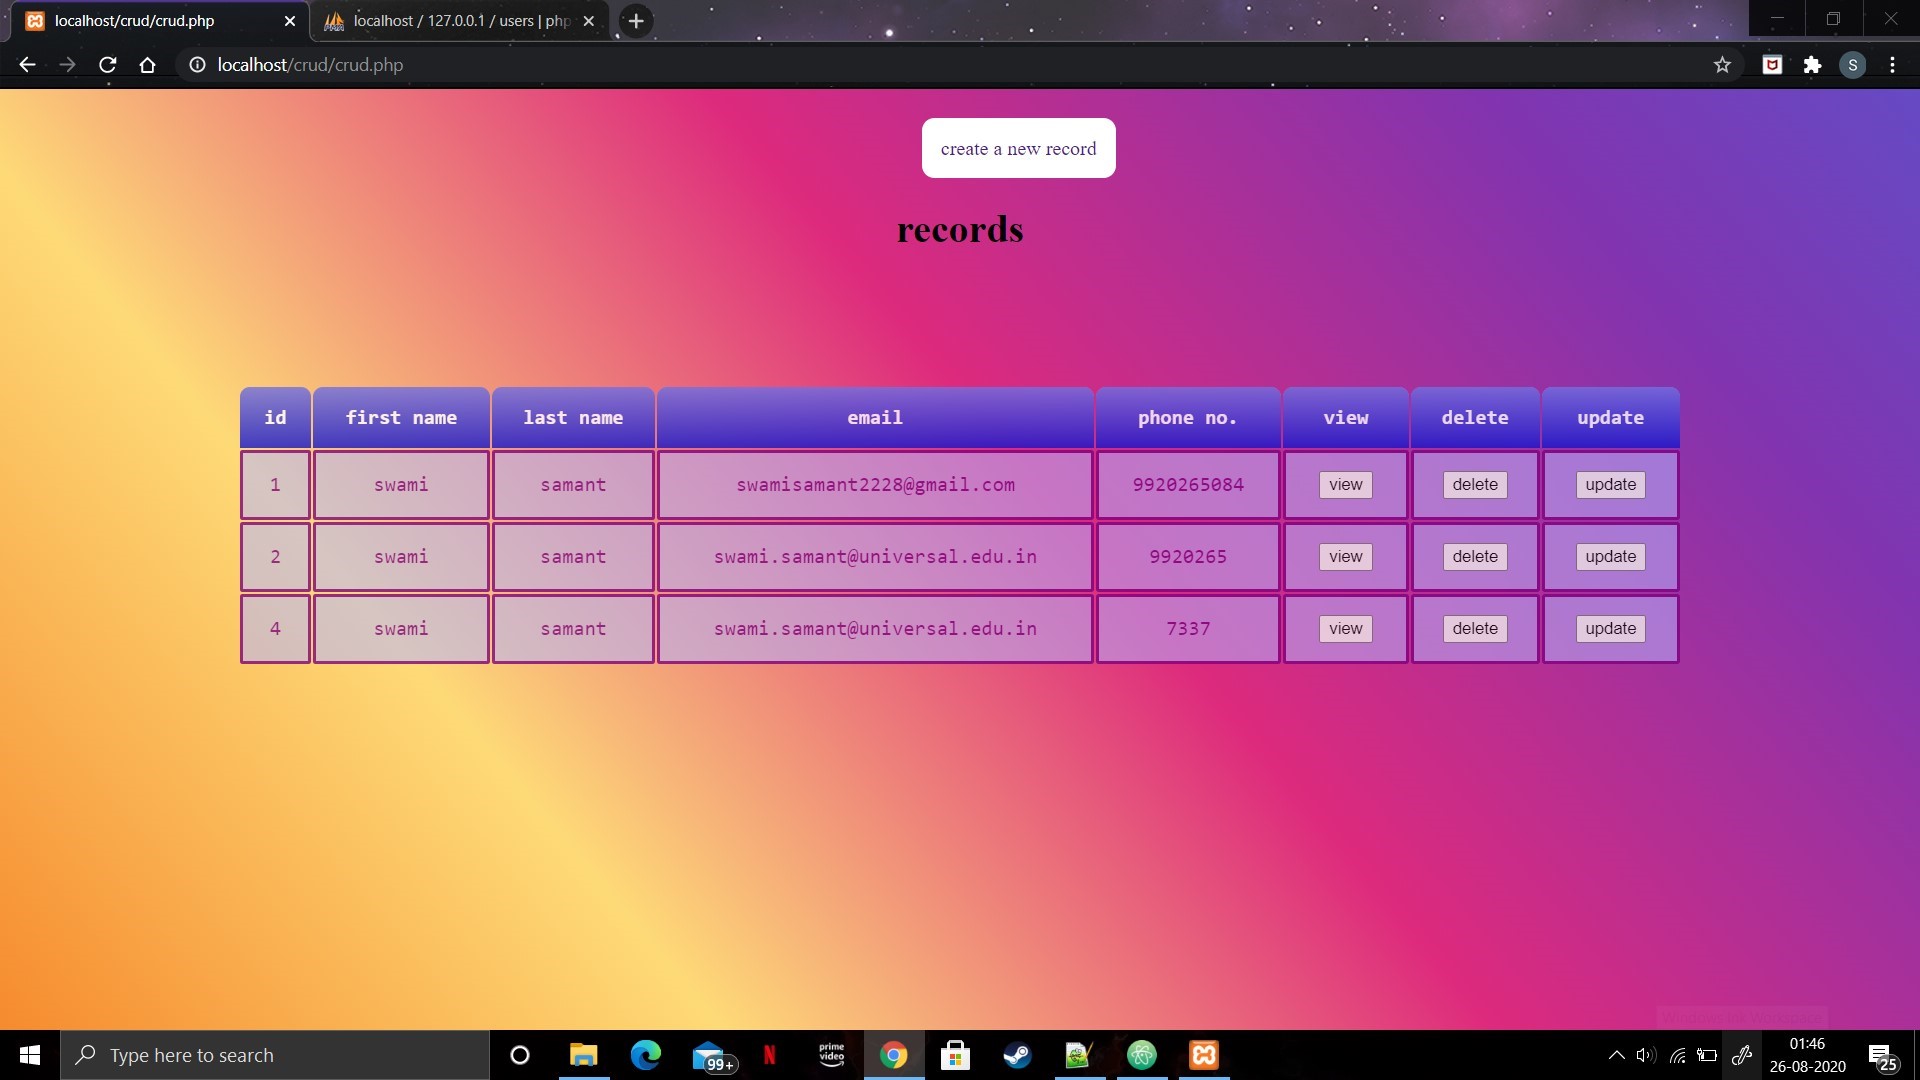 localhost/crud/crud.php
localhost / 127.0.0.1 / users | php
localhost/crud/crud.php
S
create a new record
records
id first name last name email phone no. view delete update
1 swami samant swamisamant2228@gmail.com 9920265084 view delete update
2 swami samant swami.samant@universal.edu.in 9920265 view delete update
4 swami samant swami.samant@universal.edu.in 7337 view delete update
Windows Ink Workspace
Type here to search
99+
N
prime video
01:46
26-08-2020
25